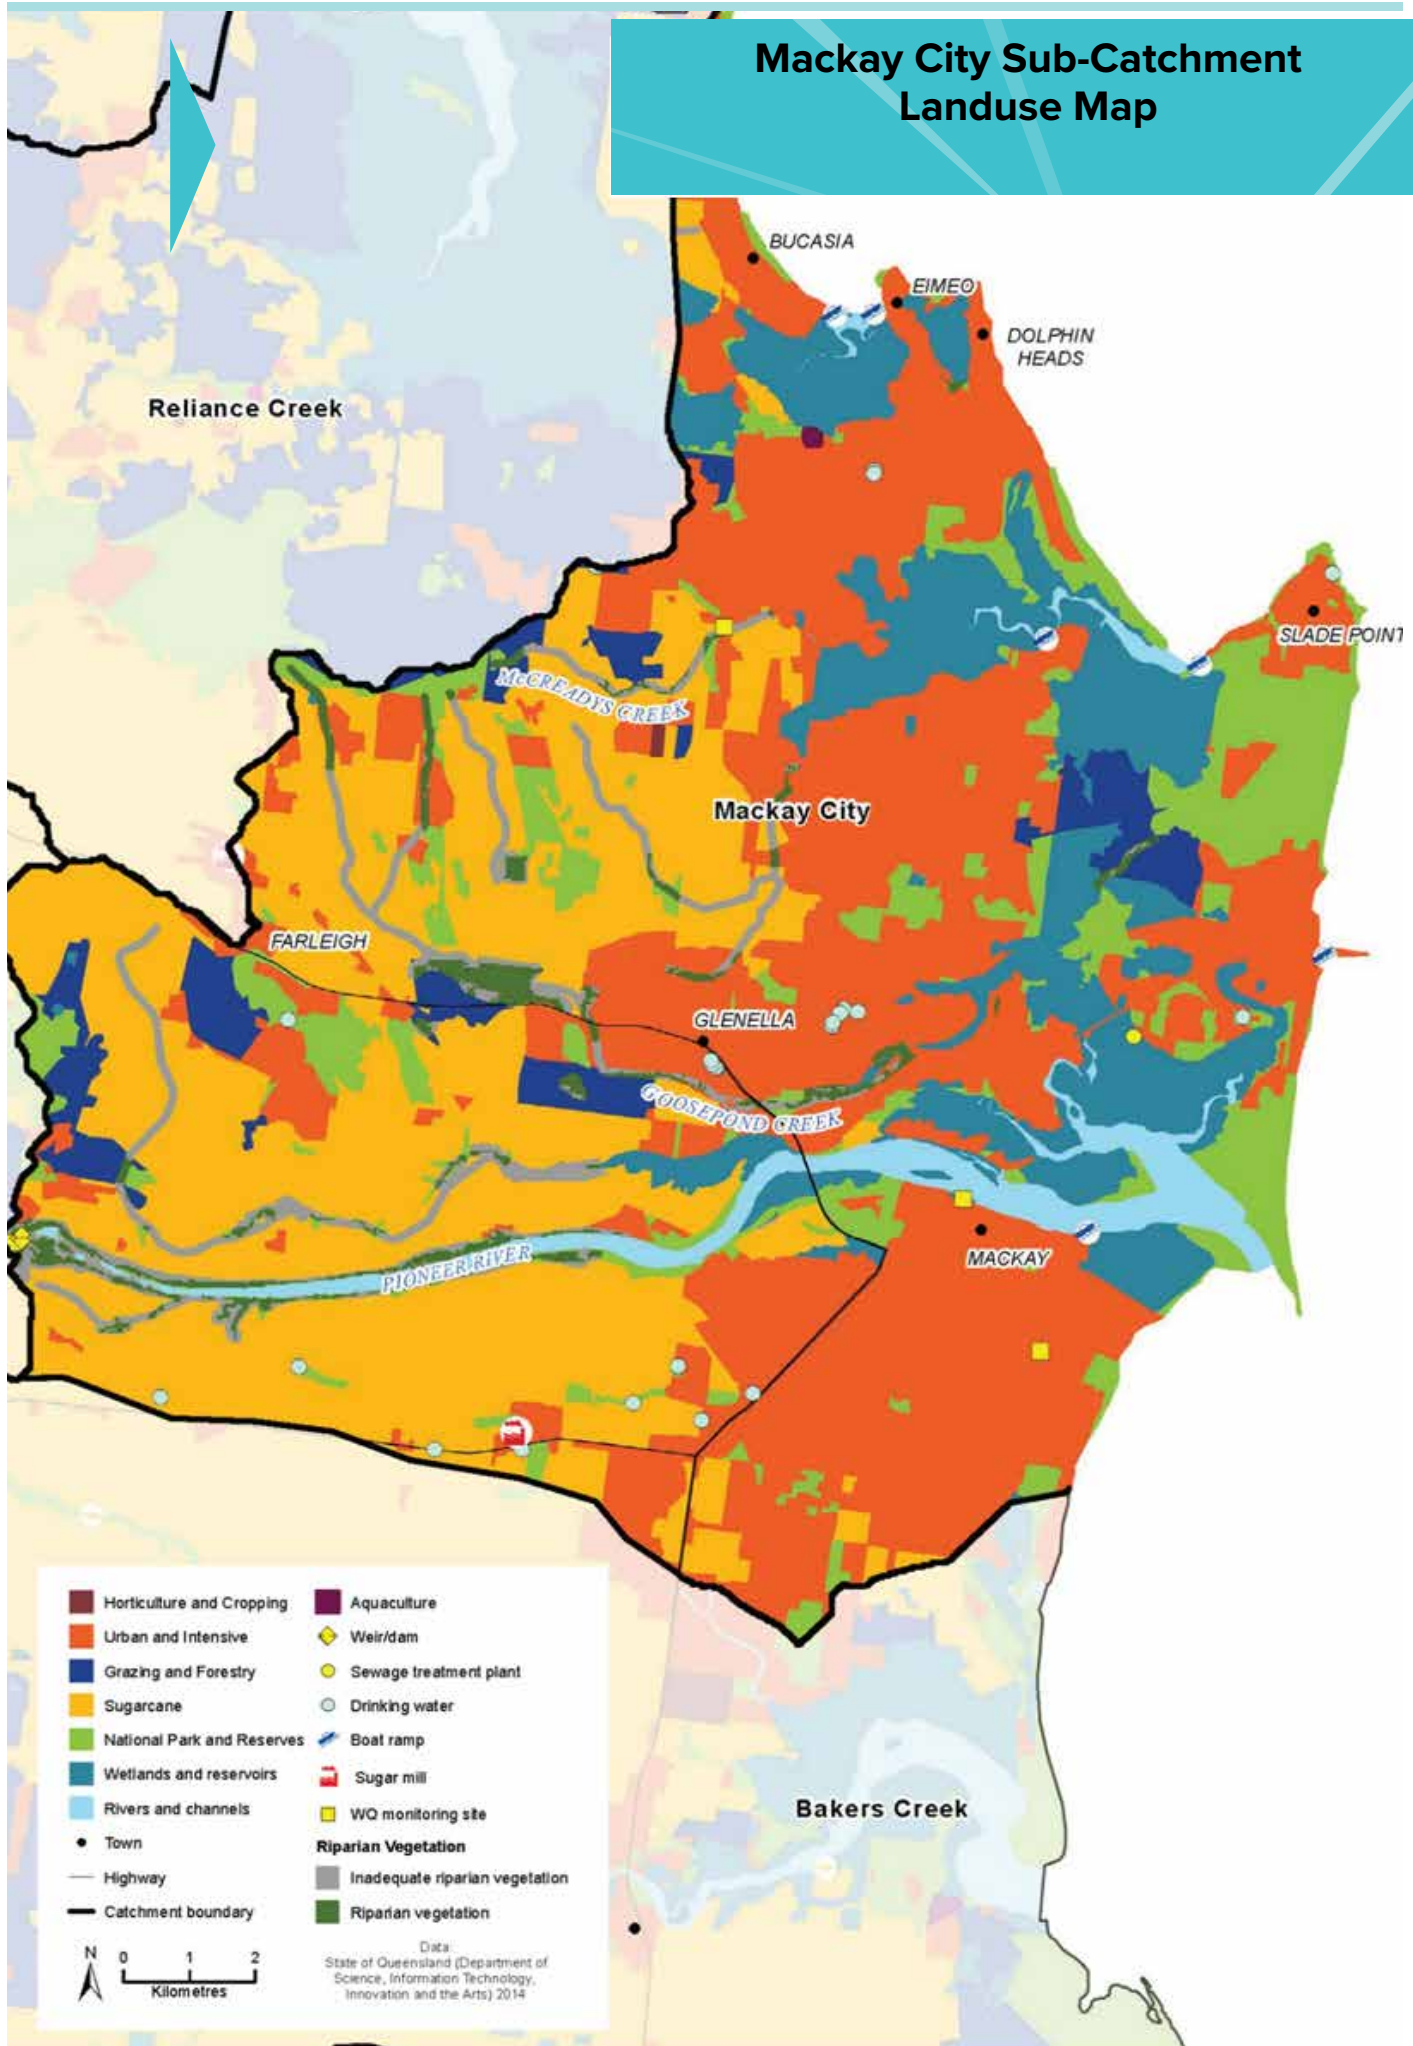 Mackay City Sub-Catchment
Landuse Map
BUCASIA
EIMEO
DOLPHIN
HEADS
Reliance Creek
SLADE POINT
McCREADYS CREEK
Mackay City
FARLEIGH
GLENELLA
GOOSEPOND CREEK
MACKAY
PIONEER RIVER
Horticulture and Cropping
Urban and Intensive
Grazing and Forestry
Sugarcane
National Park and Reserves
Wetlands and reservoirs
Rivers and channels
Town
Highway
Catchment boundary
Aquaculture
Weir/dam
Sewage treatment plant
Drinking water
Boat ramp
Sugar mill
WQ monitoring site
Riparian Vegetation
Inadequate riparian vegetation
Riparian vegetation
N
0 1 2
Kilometres
Data:
State of Queensland (Department of
Science, Information Technology,
Innovation and the Arts) 2014
Bakers Creek